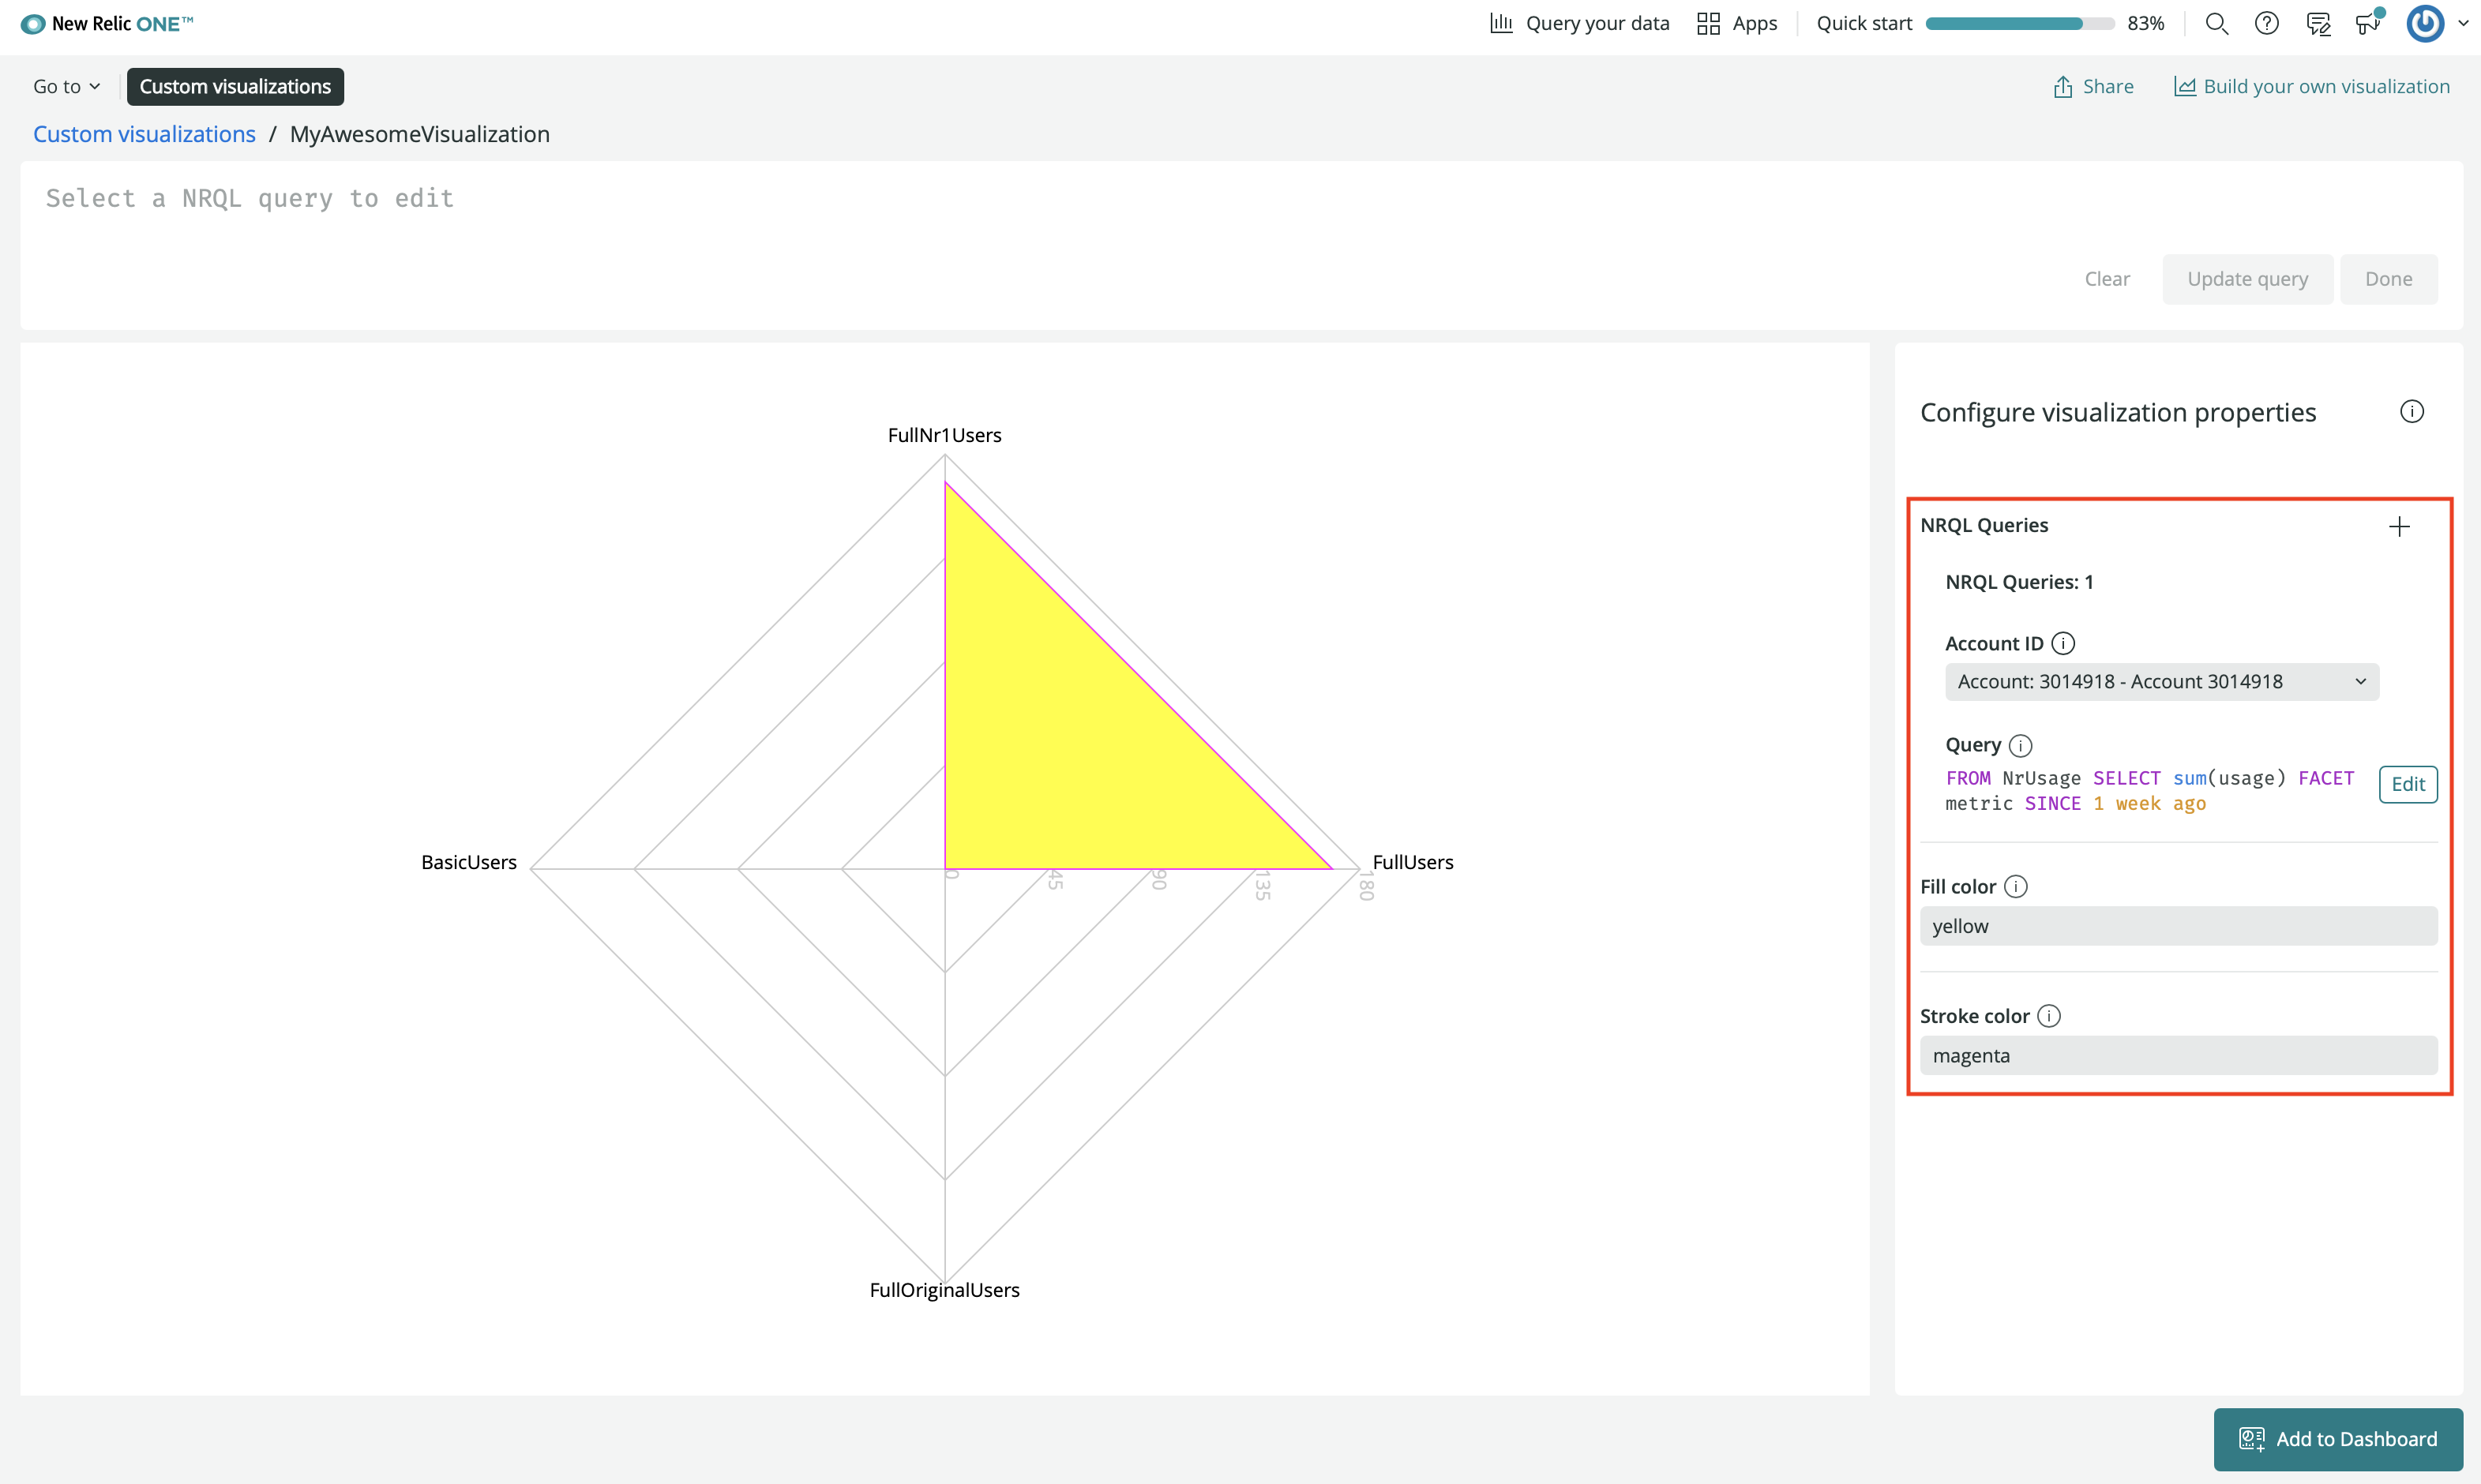 New Relic ONE™
Query your data
Apps
Quick start
83%
Go to
Custom visualizations
Share
Build your own visualization
Custom visualizations / MyAwesomeVisualization
Select a NRQL query to edit
Clear
Update query
Done
FullNr1Users
BasicUsers
FullUsers
0
45
90
135
180
FullOriginalUsers
Configure visualization properties
NRQL Queries
NRQL Queries: 1
Account ID
Account: 3014918 - Account 3014918
Query
FROM NrUsage SELECT sum(usage) FACET
metric SINCE 1 week ago
Edit
Fill color
yellow
Stroke color
magenta
Add to Dashboard